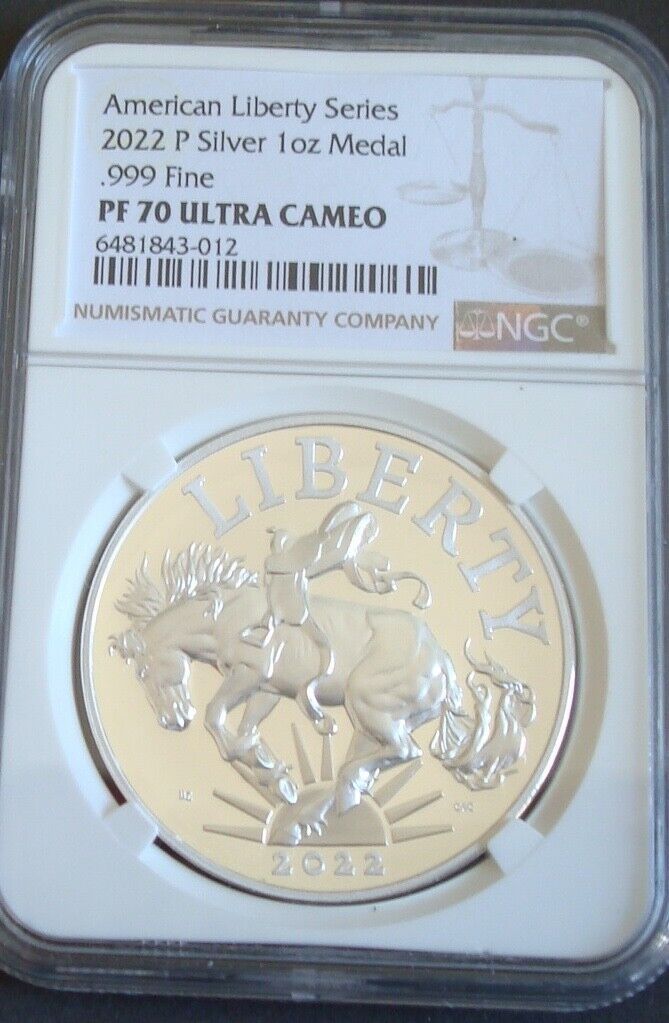 American Liberty Series
2022 P Silver 1oz Medal
.999 Fine
PF 70 ULTRA CAMEO
6481843-012
NUMISMATIC GUARANTY COMPANY
NGC®
LIBERTY
2022